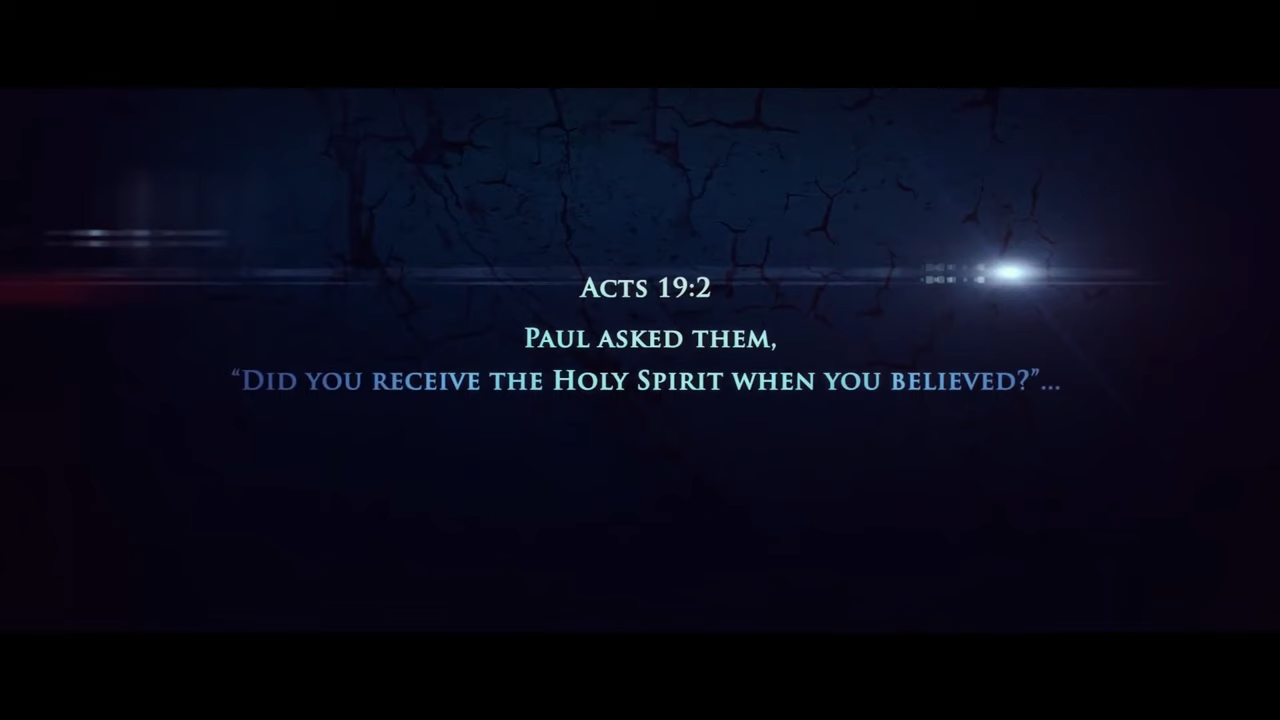 Acts 19:2
Paul asked them,
“Did you receive the Holy Spirit when you believed?”...